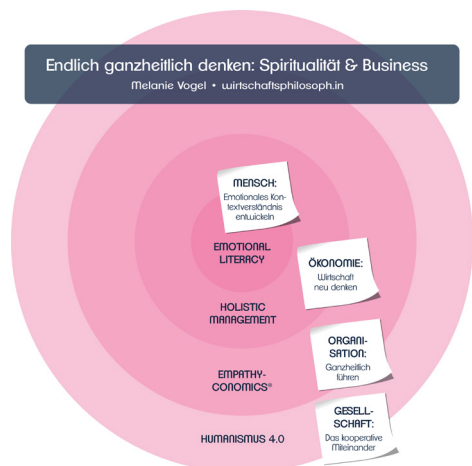 Endlich ganzheitlich denken: Spiritualität & Business
Melanie Vogel • wirtschaftsphilosoph.in
MENSCH:
Emotionales Kon-
textverständnis
entwickeln
EMOTIONAL
LITERACY
ÖKONOMIE:
Wirtschaft
neu denken
HOLISTIC
MANAGEMENT
ORGANI-
SATION:
Ganzheitlich
führen
EMPATHY-
CONOMICS®
GESELL-
SCHAFT:
Das kooperative
Miteinander
HUMANISMUS 4.0